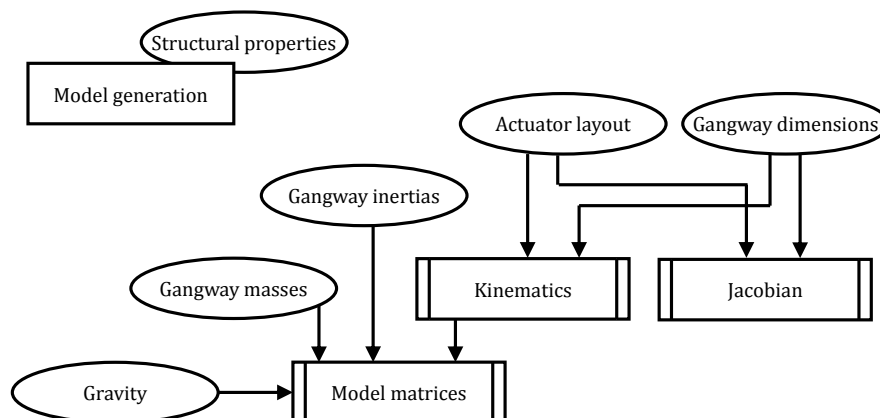 Structural properties
Model generation
Actuator layout
Gangway dimensions
Gangway inertias
Gangway masses
Kinematics
Jacobian
Gravity
Model matrices